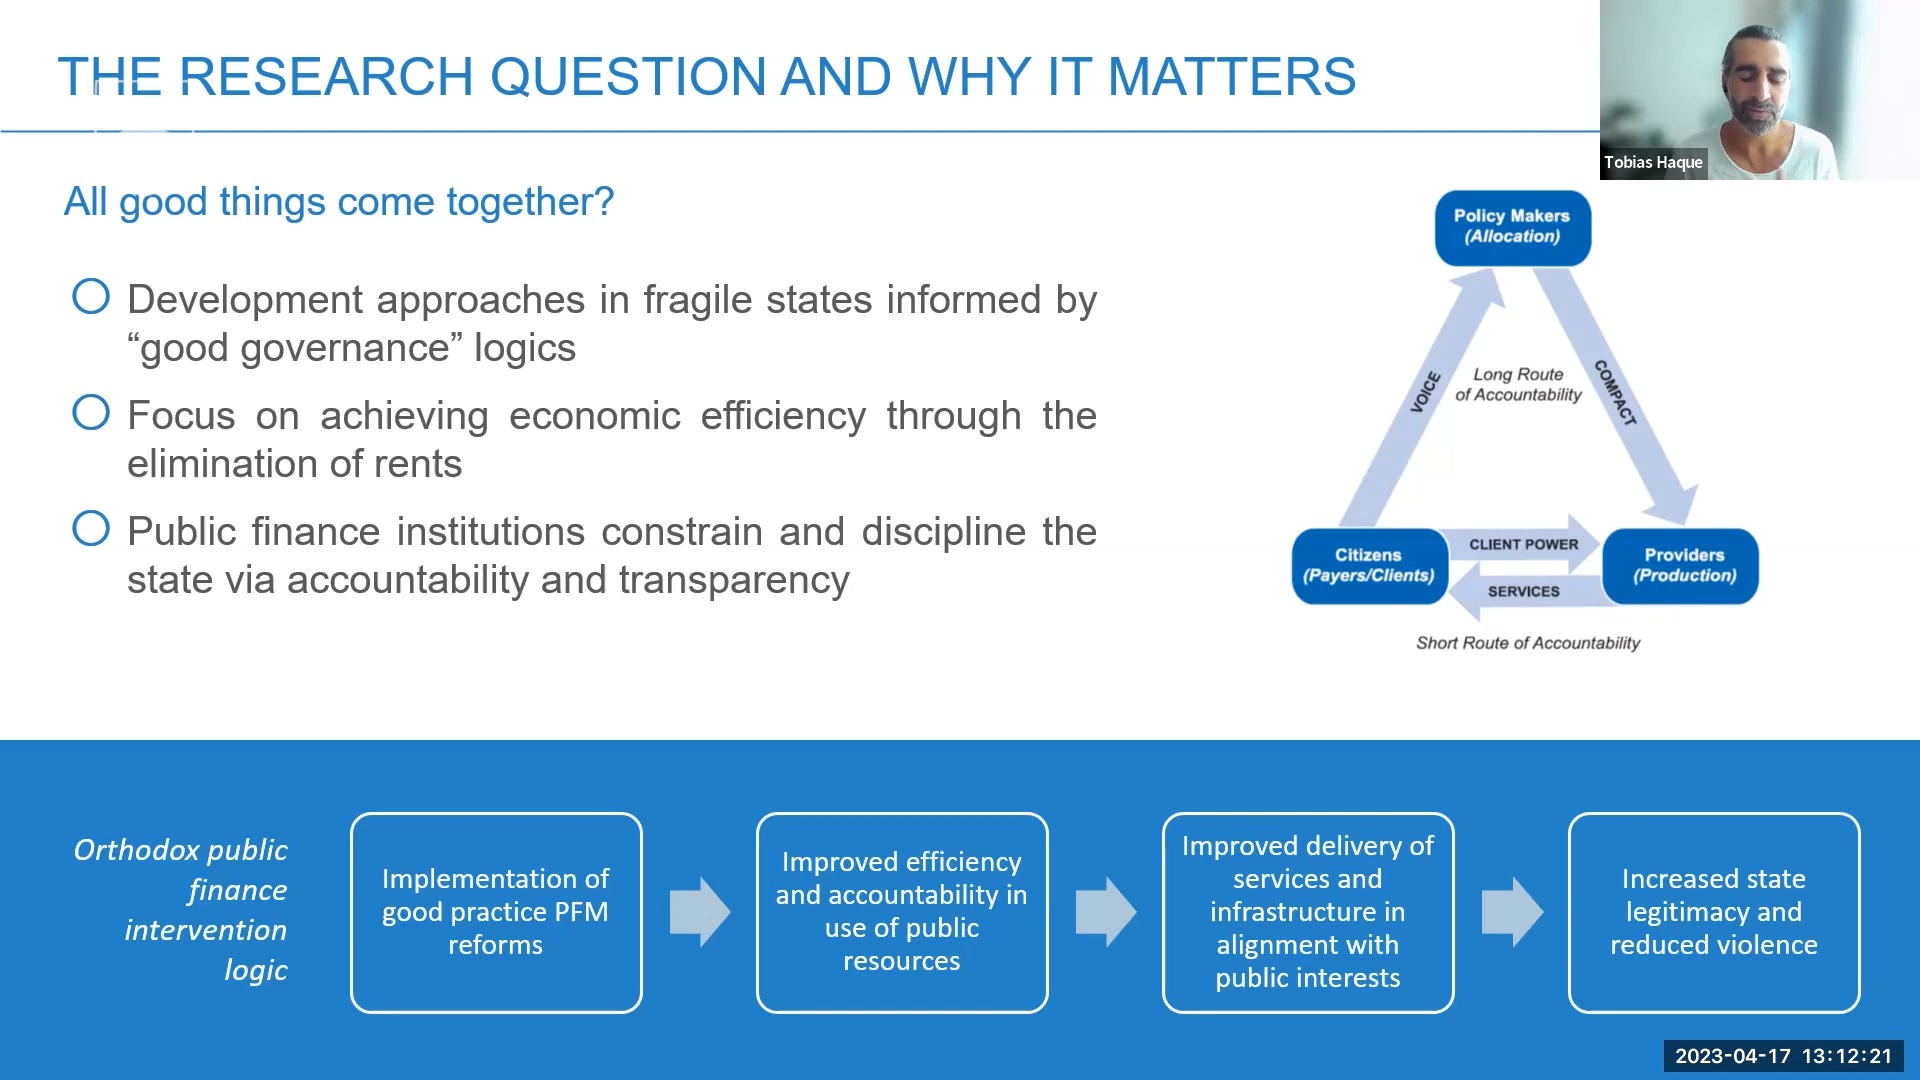 THE RESEARCH QUESTION AND WHY IT MATTERS
Tobias Haque
All good things come together?
Development approaches in fragile states informed by
“good governance” logics
Focus on achieving economic efficiency through the
elimination of rents
Public finance institutions constrain and discipline the
state via accountability and transparency
Policy Makers
(Allocation)
VOICE
Long Route
of Accountability
COMPACT
Citizens
(Payers/Clients)
CLIENT POWER
SERVICES
Providers
(Production)
Short Route of Accountability
Orthodox public
finance
intervention
logic
Implementation of
good practice PFM
reforms
Improved efficiency
and accountability in
use of public
resources
Improved delivery of
services and
infrastructure in
alignment with
public interests
Increased state
legitimacy and
reduced violence
2023-04-17 13:12:21